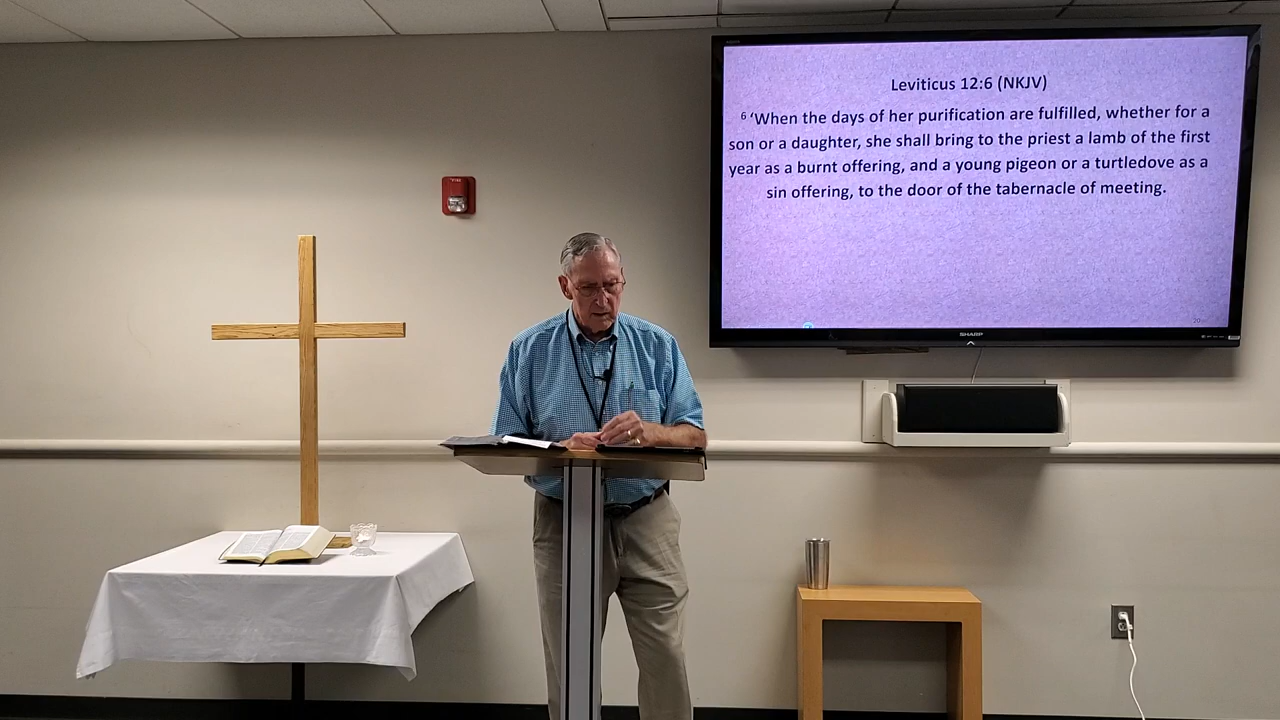 Leviticus 12:6 (NKJV)
6 ‘When the days of her purification are fulfilled, whether for a
son or a daughter, she shall bring to the priest a lamb of the first
year as a burnt offering, and a young pigeon or a turtledove as a
sin offering, to the door of the tabernacle of meeting.
SHARP
FIRE